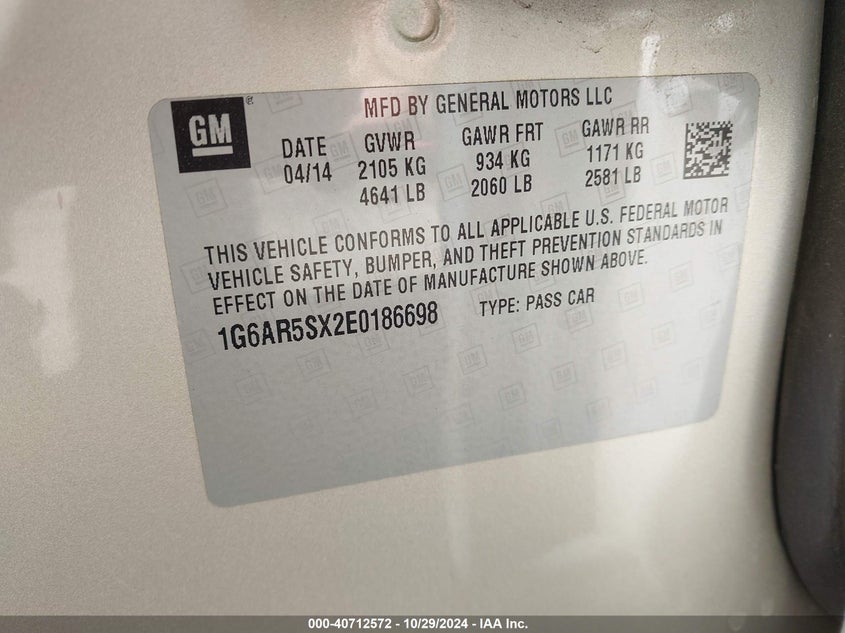 GM ®
MFD BY GENERAL MOTORS LLC
DATE GVWR GAWR FRT GAWR RR
04/14 2105 KG 934 KG 1171 KG
4641 LB 2060 LB 2581 LB
THIS VEHICLE CONFORMS TO ALL APPLICABLE U.S. FEDERAL MOTOR
VEHICLE SAFETY, BUMPER, AND THEFT PREVENTION STANDARDS IN
EFFECT ON THE DATE OF MANUFACTURE SHOWN ABOVE.
1G6AR5SX2E0186698 TYPE: PASS CAR
000-40712572 - 10/29/2024 - IAA Inc.